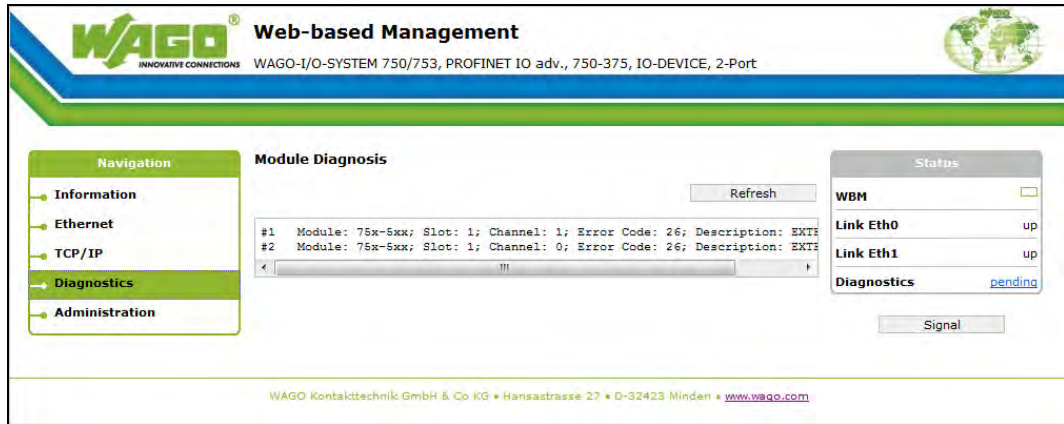 WAGO®
INNOVATIVE CONNECTIONS
Web-based Management
WAGO-I/O-SYSTEM 750/753, PROFINET IO adv., 750-375, IO-DEVICE, 2-Port
Navigation
Information
Ethernet
TCP/IP
Diagnostics
Administration
Module Diagnosis
Refresh
#1 Module: 75x-5xx; Slot: 1; Channel: 1; Error Code: 26; Description: EXTE
#2 Module: 75x-5xx; Slot: 1; Channel: 0; Error Code: 26; Description: EXTE
Status
WBM
Link Eth0 up
Link Eth1 up
Diagnostics pending
Signal
WAGO Kontakttechnik GmbH & Co KG • Hansastrasse 27 • D-32423 Minden • www.wago.com